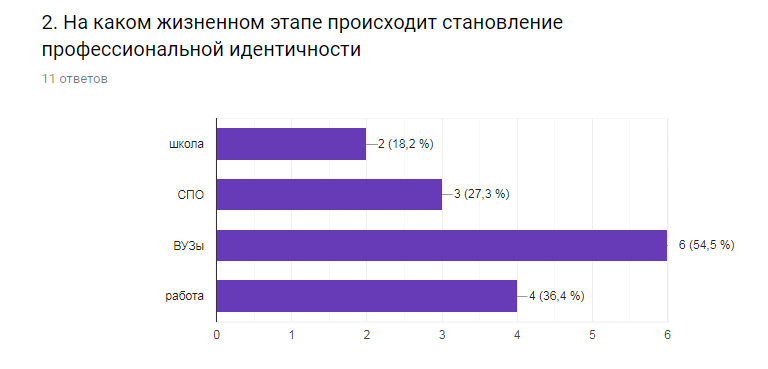 2. На каком жизненном этапе происходит становление
профессиональной идентичности
11 ответов
школа 2 (18,2 %)
СПО 3 (27,3 %)
ВУЗы 6 (54,5 %)
работа 4 (36,4 %)
0 1 2 3 4 5 6